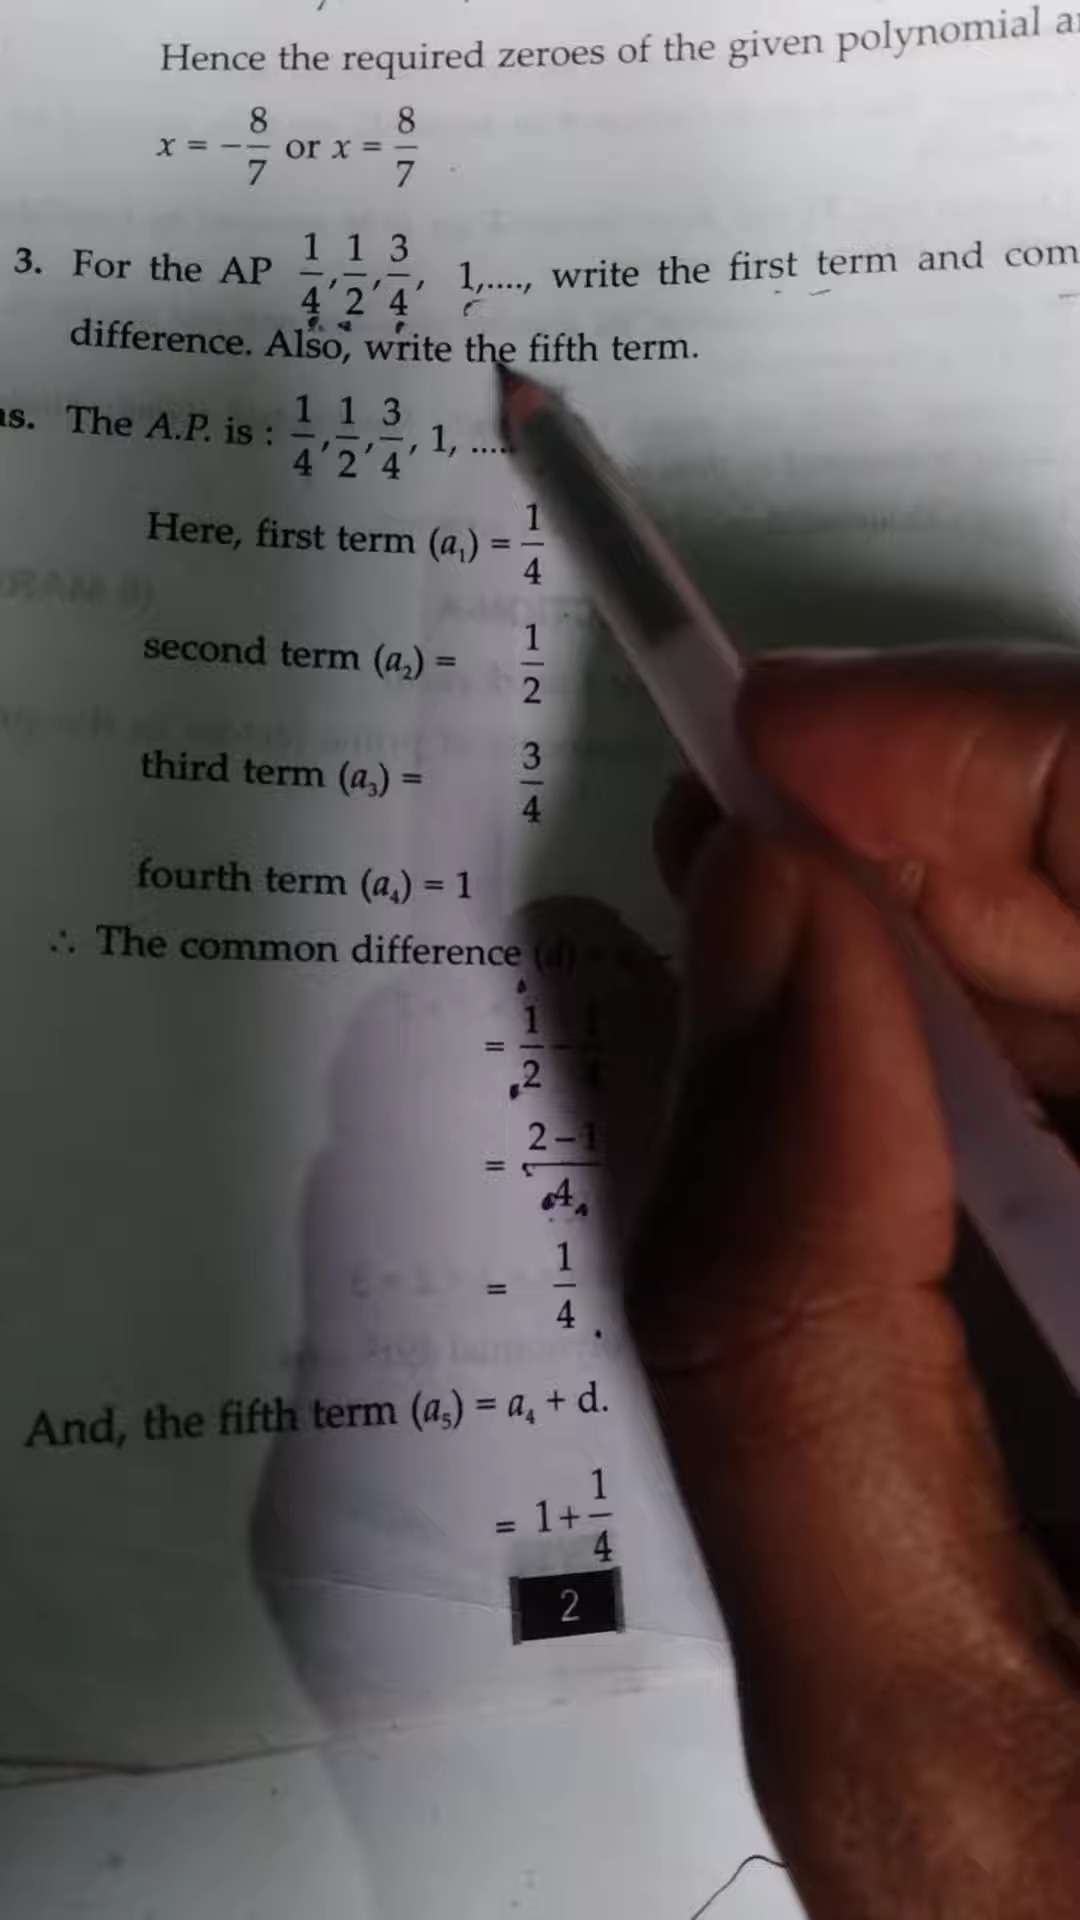 Hence the required zeroes of the given polynomial
x = -8/7 or x = 8/7
3. For the AP 1/4, 1/2, 3/4, 1,...., write the first term and com
difference. Also, write the fifth term.
ns. The A.P. is : 1/4, 1/2, 3/4, 1, .....
Here, first term (a₁) = 1/4
second term (a₂) = 1/2
third term (a₃) = 3/4
fourth term (a₄) = 1
∴ The common difference (d)
= 1/2 -
= 2-1/4
= 1/4
And, the fifth term (a₅) = a₄ + d.
= 1+1/4
2